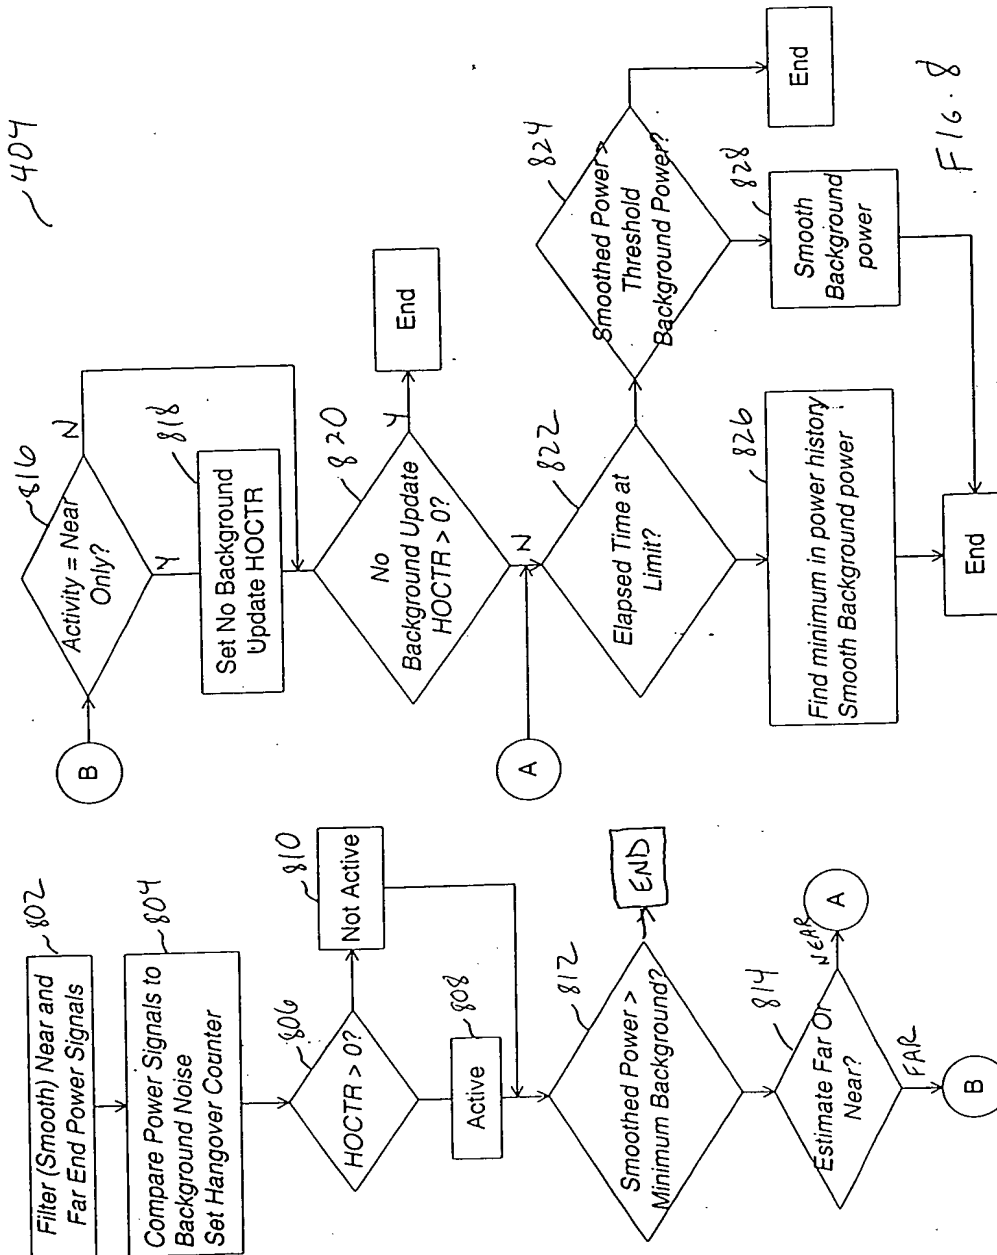 404
802
Filter (Smooth) Near and
Far End Power Signals
804
Compare Power Signals to
Background Noise
Set Hangover Counter
806
HOCTR > 0?
810
Not Active
808
Active
812
Smoothed Power >
Minimum Background?
END
814
Estimate Far Or
Near?
NEAR
A
FAR
B
B
816
Activity = Near
Only?
N
Y
818
Set No Background
Update HOCTR
820
No
Background Update
HOCTR > 0?
Y
End
N
A
822
Elapsed Time at
Limit?
824
Smoothed Power >
Threshold
Background Power?
End
826
Find minimum in power history
Smooth Background power
828
Smooth
Background
power
End
FIG. 8